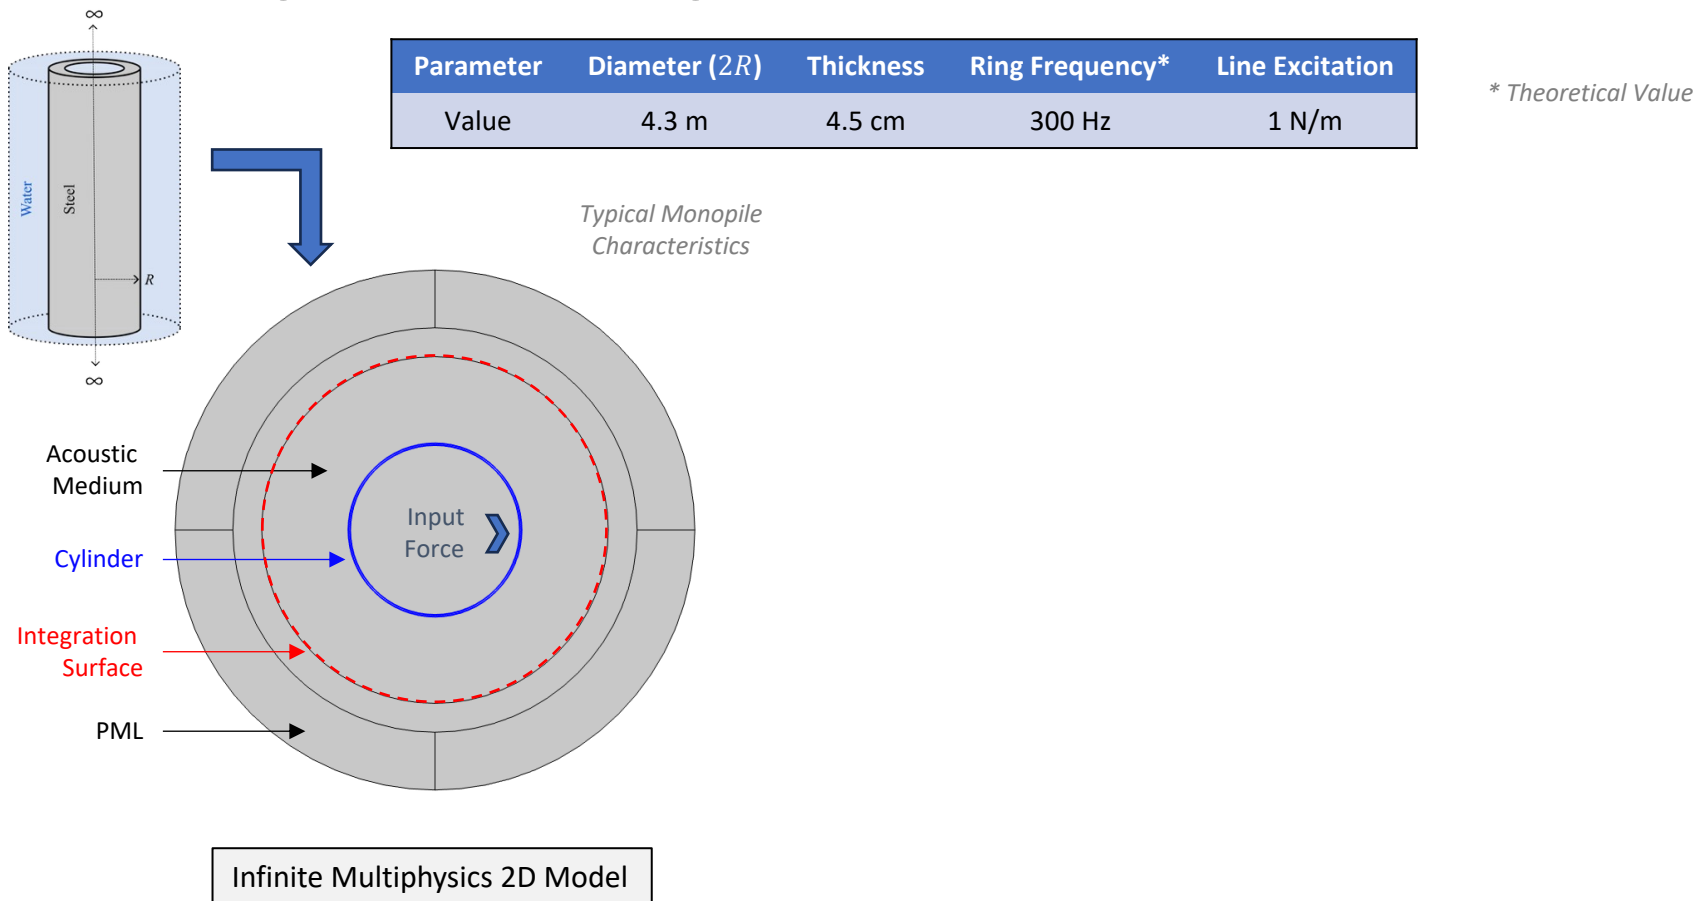 ∞
Parameter Diameter (2R) Thickness Ring Frequency* Line Excitation
Value 4.3 m 4.5 cm 300 Hz 1 N/m
* Theoretical Value
Water
Steel
R
∞
Typical Monopile
Characteristics
Acoustic
Medium
Input
Force
Cylinder
Integration
Surface
PML
Infinite Multiphysics 2D Model